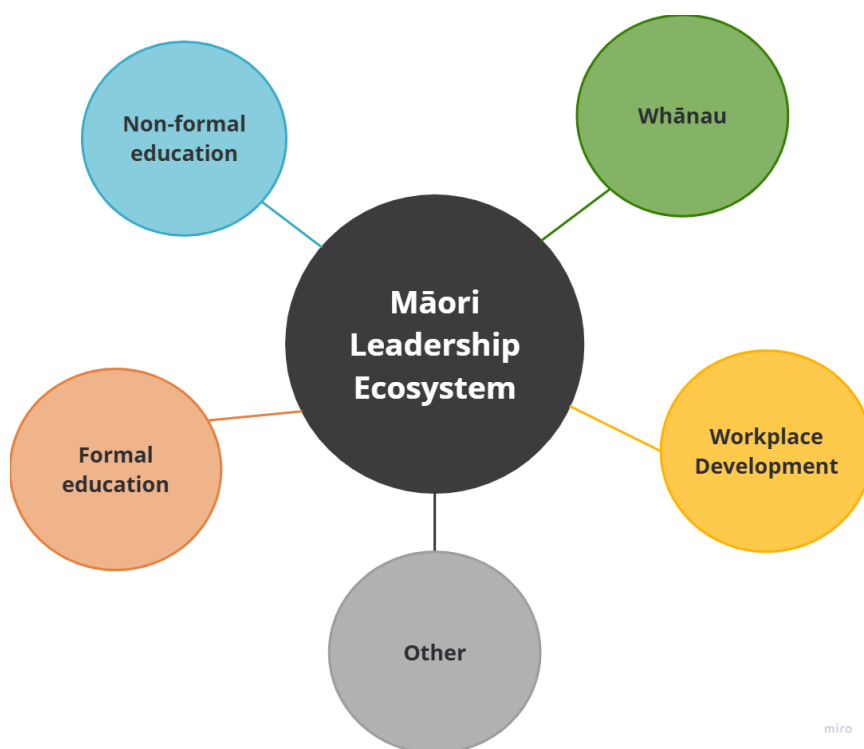 Non-formal
education
Whānau
Māori
Leadership
Ecosystem
Formal
education
Workplace
Development
Other
miro